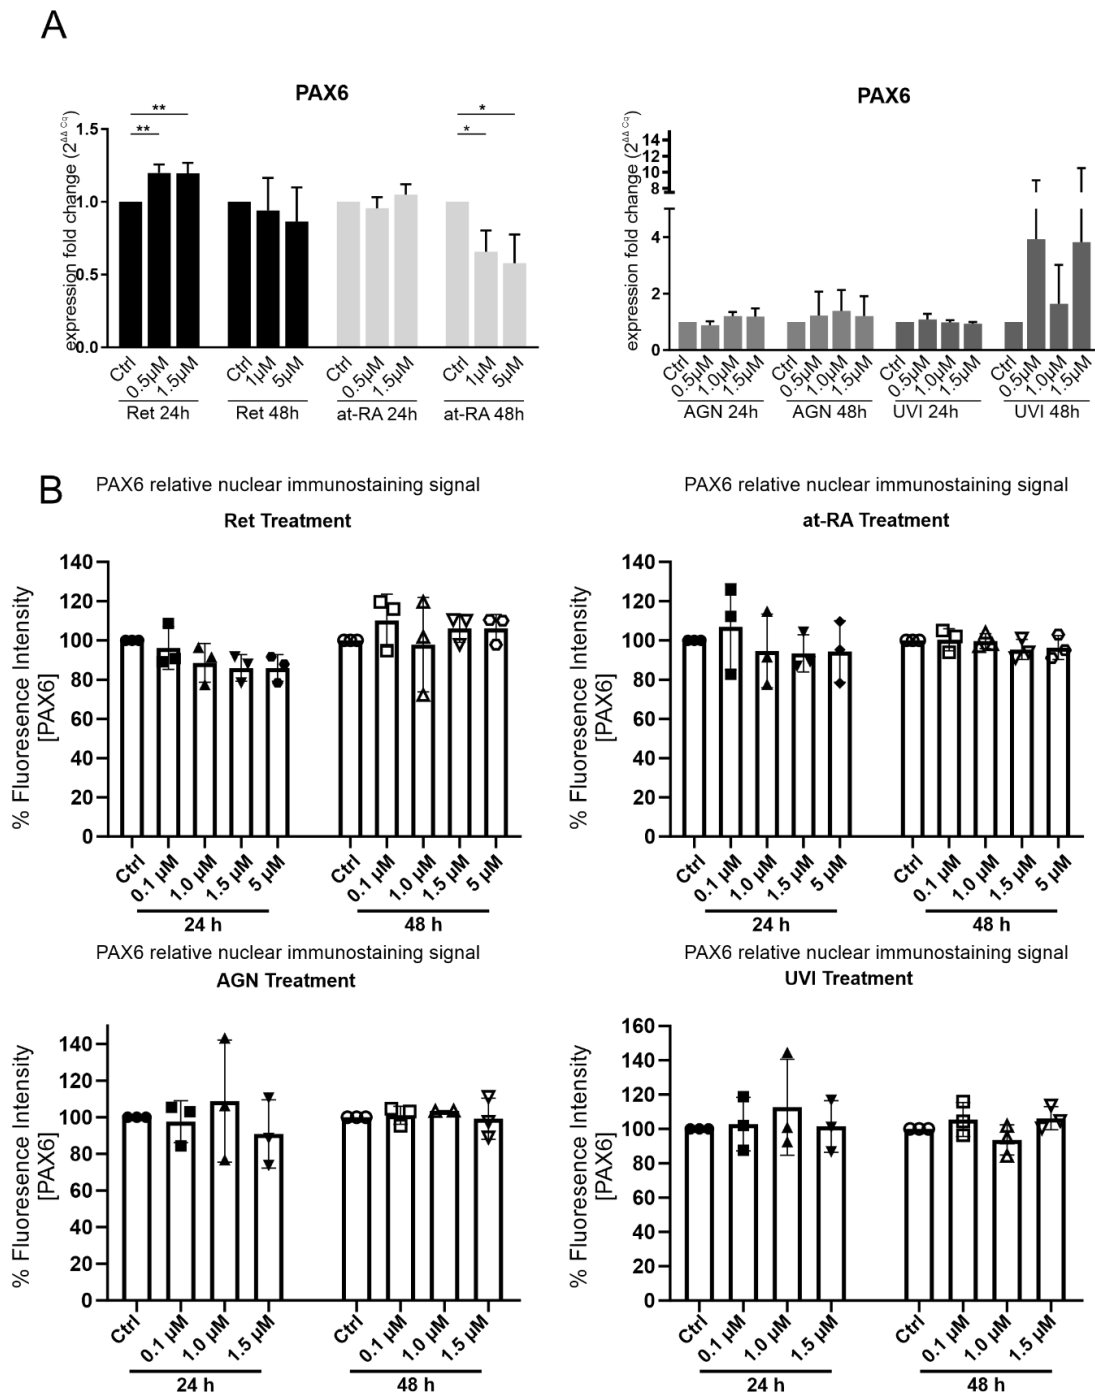 A
PAX6
** ** * *
expression fold change (2^ΔΔ Cq)
1.5
1.0
0.5
0.0
Ctrl 0.5µM 1.5µM Ctrl 1µM 5µM Ctrl 0.5µM 1.5µM Ctrl 1µM 5µM
Ret 24h Ret 48h at-RA 24h at-RA 48h
PAX6
expression fold change (2^ΔΔ Cq)
14
12
10
8
4
2
0
Ctrl 0.5µM 1.0µM 1.5µM Ctrl 0.5µM 1.0µM 1.5µM Ctrl 0.5µM 1.0µM 1.5µM Ctrl 0.5µM 1.0µM 1.5µM
AGN 24h AGN 48h UVI 24h UVI 48h
B
PAX6 relative nuclear immunostaining signal
Ret Treatment
% Fluoresence Intensity
[PAX6]
140
120
100
80
60
40
20
0
Ctrl 0.1 µM 1.0 µM 1.5 µM 5 µM Ctrl 0.1 µM 1.0 µM 1.5 µM 5 µM
24 h 48 h
PAX6 relative nuclear immunostaining signal
at-RA Treatment
% Fluoresence Intensity
[PAX6]
140
120
100
80
60
40
20
0
Ctrl 0.1 µM 1.0 µM 1.5 µM 5 µM Ctrl 0.1 µM 1.0 µM 1.5 µM 5 µM
24 h 48 h
PAX6 relative nuclear immunostaining signal
AGN Treatment
% Fluoresence Intensity
[PAX6]
140
120
100
80
60
40
20
0
Ctrl 0.1 µM 1.0 µM 1.5 µM Ctrl 0.1 µM 1.0 µM 1.5 µM
24 h 48 h
PAX6 relative nuclear immunostaining signal
UVI Treatment
% Fluoresence Intensity
[PAX6]
160
140
120
100
80
60
40
20
0
Ctrl 0.1 µM 1.0 µM 1.5 µM Ctrl 0.1 µM 1.0 µM 1.5 µM
24 h 48 h